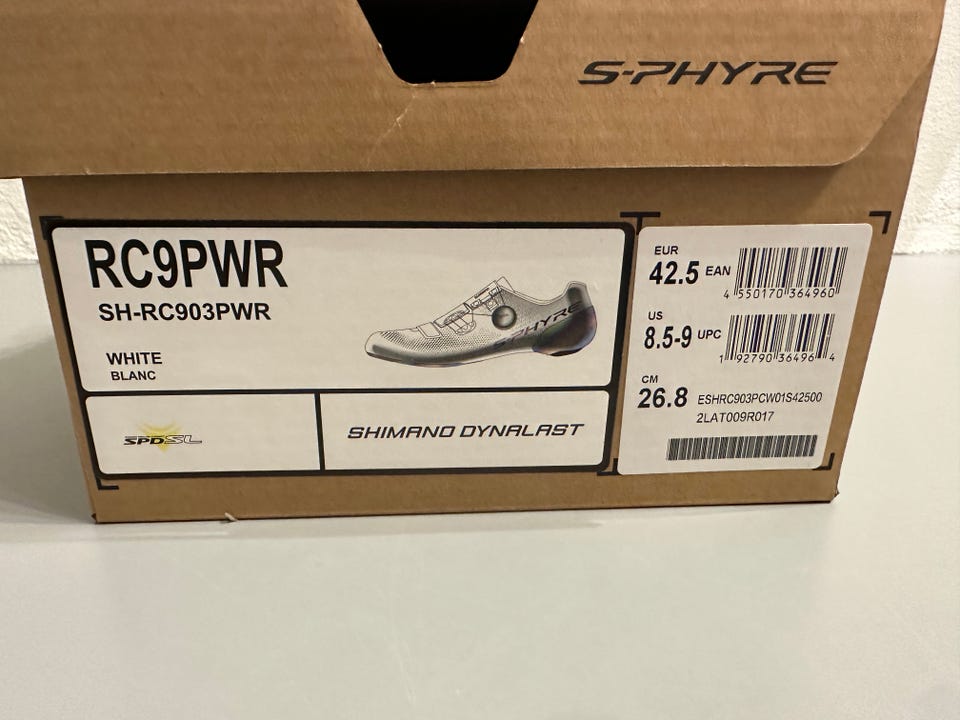 S-PHYRE
RC9PWR
SH-RC903PWR
WHITE
BLANC
S-PHYRE
SPD-SL
SHIMANO DYNALAST
EUR
42.5 EAN
4 550170 364960
US
8.5-9 UPC
1 92790 36496 4
CM
26.8 ESHRC903PCW01S42500
2LAT009R017